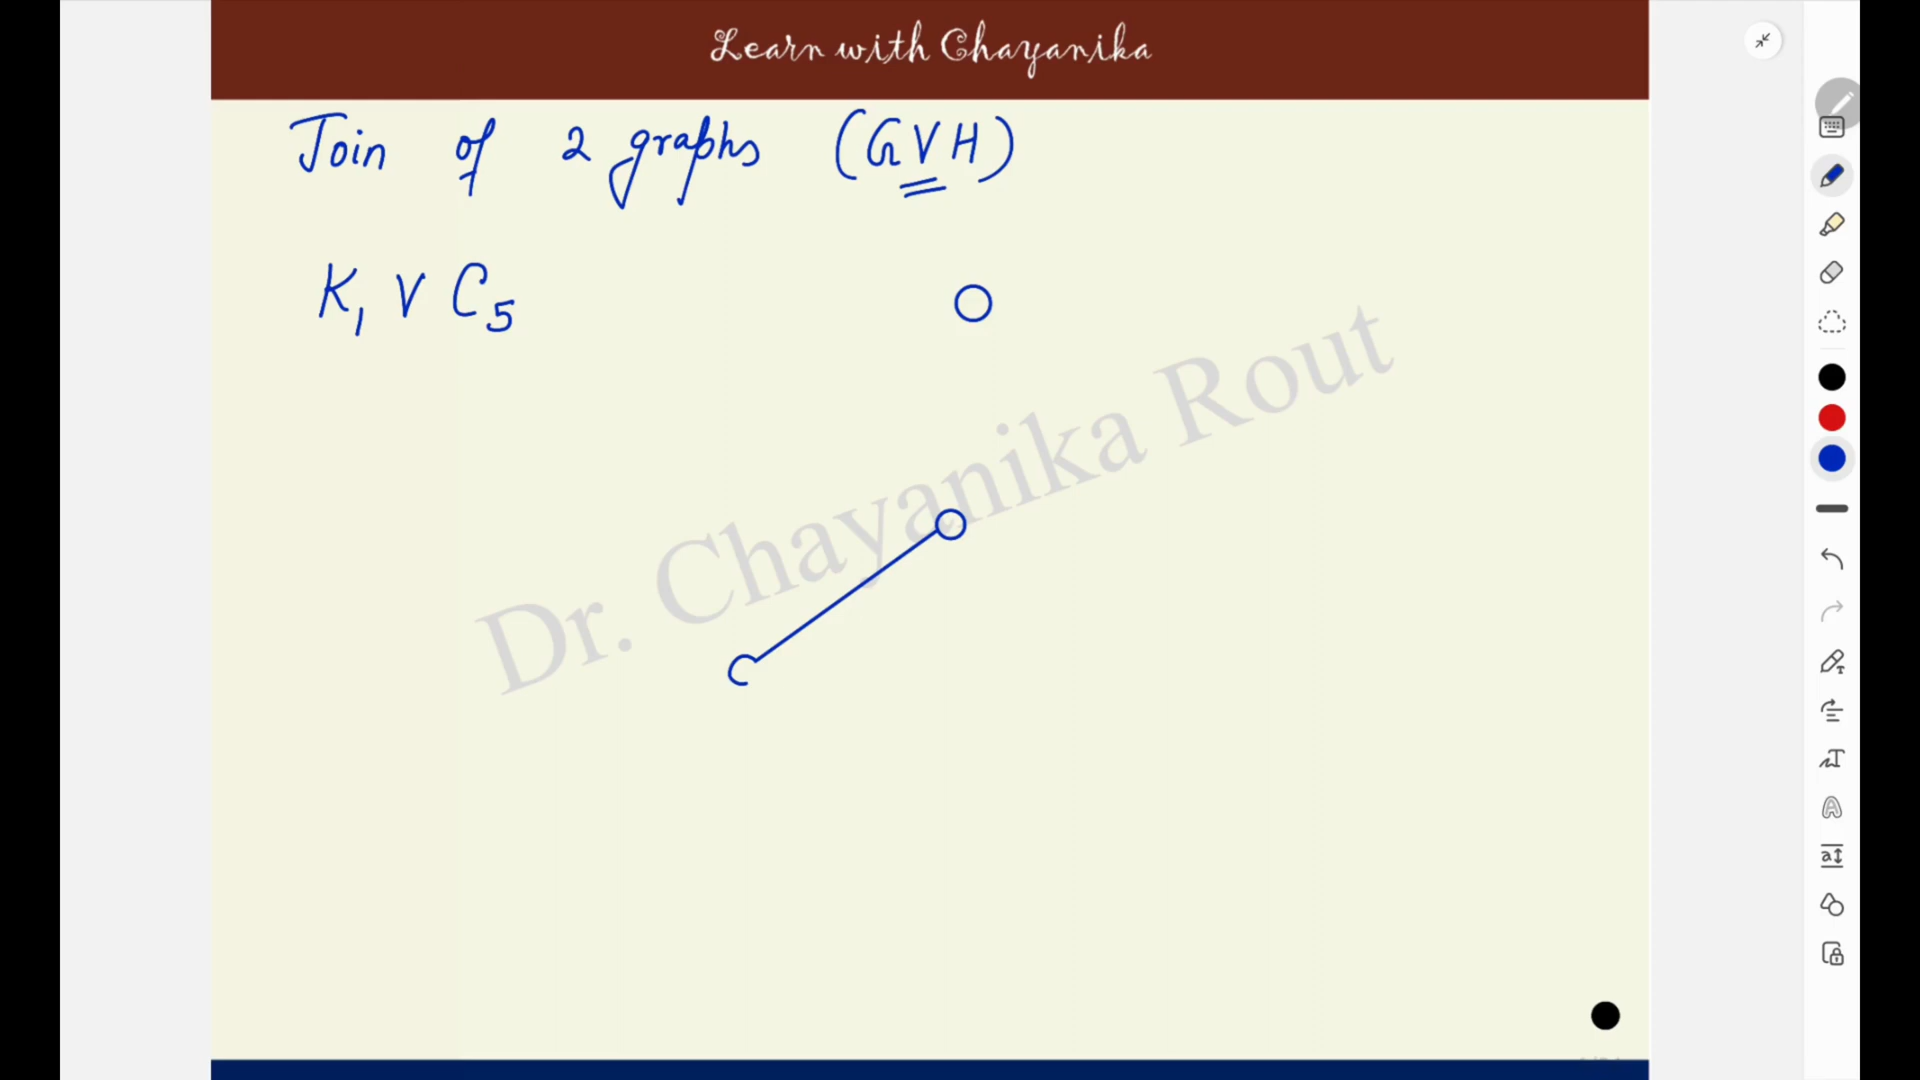 Learn with Chayanika
Join of 2 graphs (G V H)
K₁ V C₅
Dr. Chayanika Rout